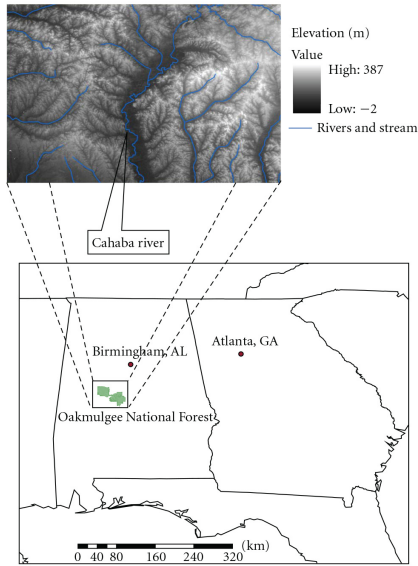 Elevation (m)
Value
High: 387
Low: −2
Rivers and stream
Cahaba river
Atlanta, GA
Birmingham, AL
Oakmulgee National Forest
(km)
0 40 80 160 240 320